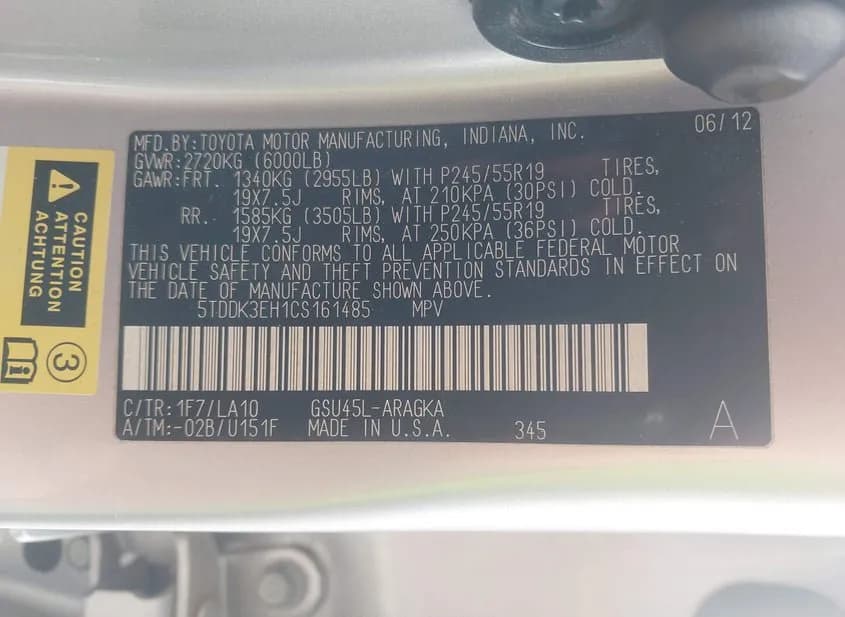 MFD.BY:TOYOTA MOTOR MANUFACTURING, INDIANA, INC. 06/12
GVWR:2720KG (6000LB)
GAWR:FRT. 1340KG (2955LB) WITH P245/55R19 TIRES,
19X7.5J RIMS, AT 210KPA (30PSI) COLD.
RR. 1585KG (3505LB) WITH P245/55R19 TIRES,
19X7.5J RIMS, AT 250KPA (36PSI) COLD.
THIS VEHICLE CONFORMS TO ALL APPLICABLE FEDERAL MOTOR
VEHICLE SAFETY AND THEFT PREVENTION STANDARDS IN EFFECT ON
THE DATE OF MANUFACTURE SHOWN ABOVE.
5TDDK3EH1CS161485 MPV
C/TR:1F7/LA10 GSU45L-ARAGKA
A/TM:-02B/U151F MADE IN U.S.A. 345 A
CAUTION
ATTENTION
ACHTUNG
3